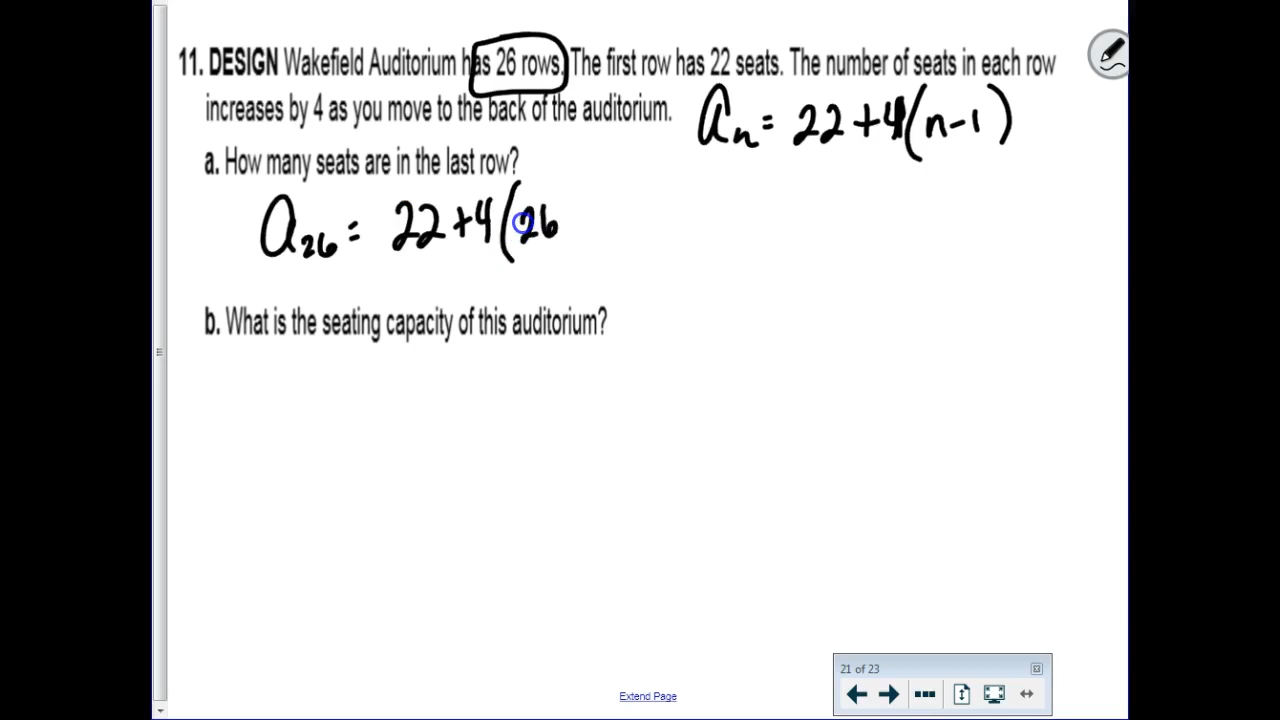 11. DESIGN Wakefield Auditorium has 26 rows. The first row has 22 seats. The number of seats in each row
increases by 4 as you move to the back of the auditorium.
aₙ = 22 + 4(n - 1)
a. How many seats are in the last row?
a₂₆ = 22 + 4(26
b. What is the seating capacity of this auditorium?
21 of 23
Extend Page